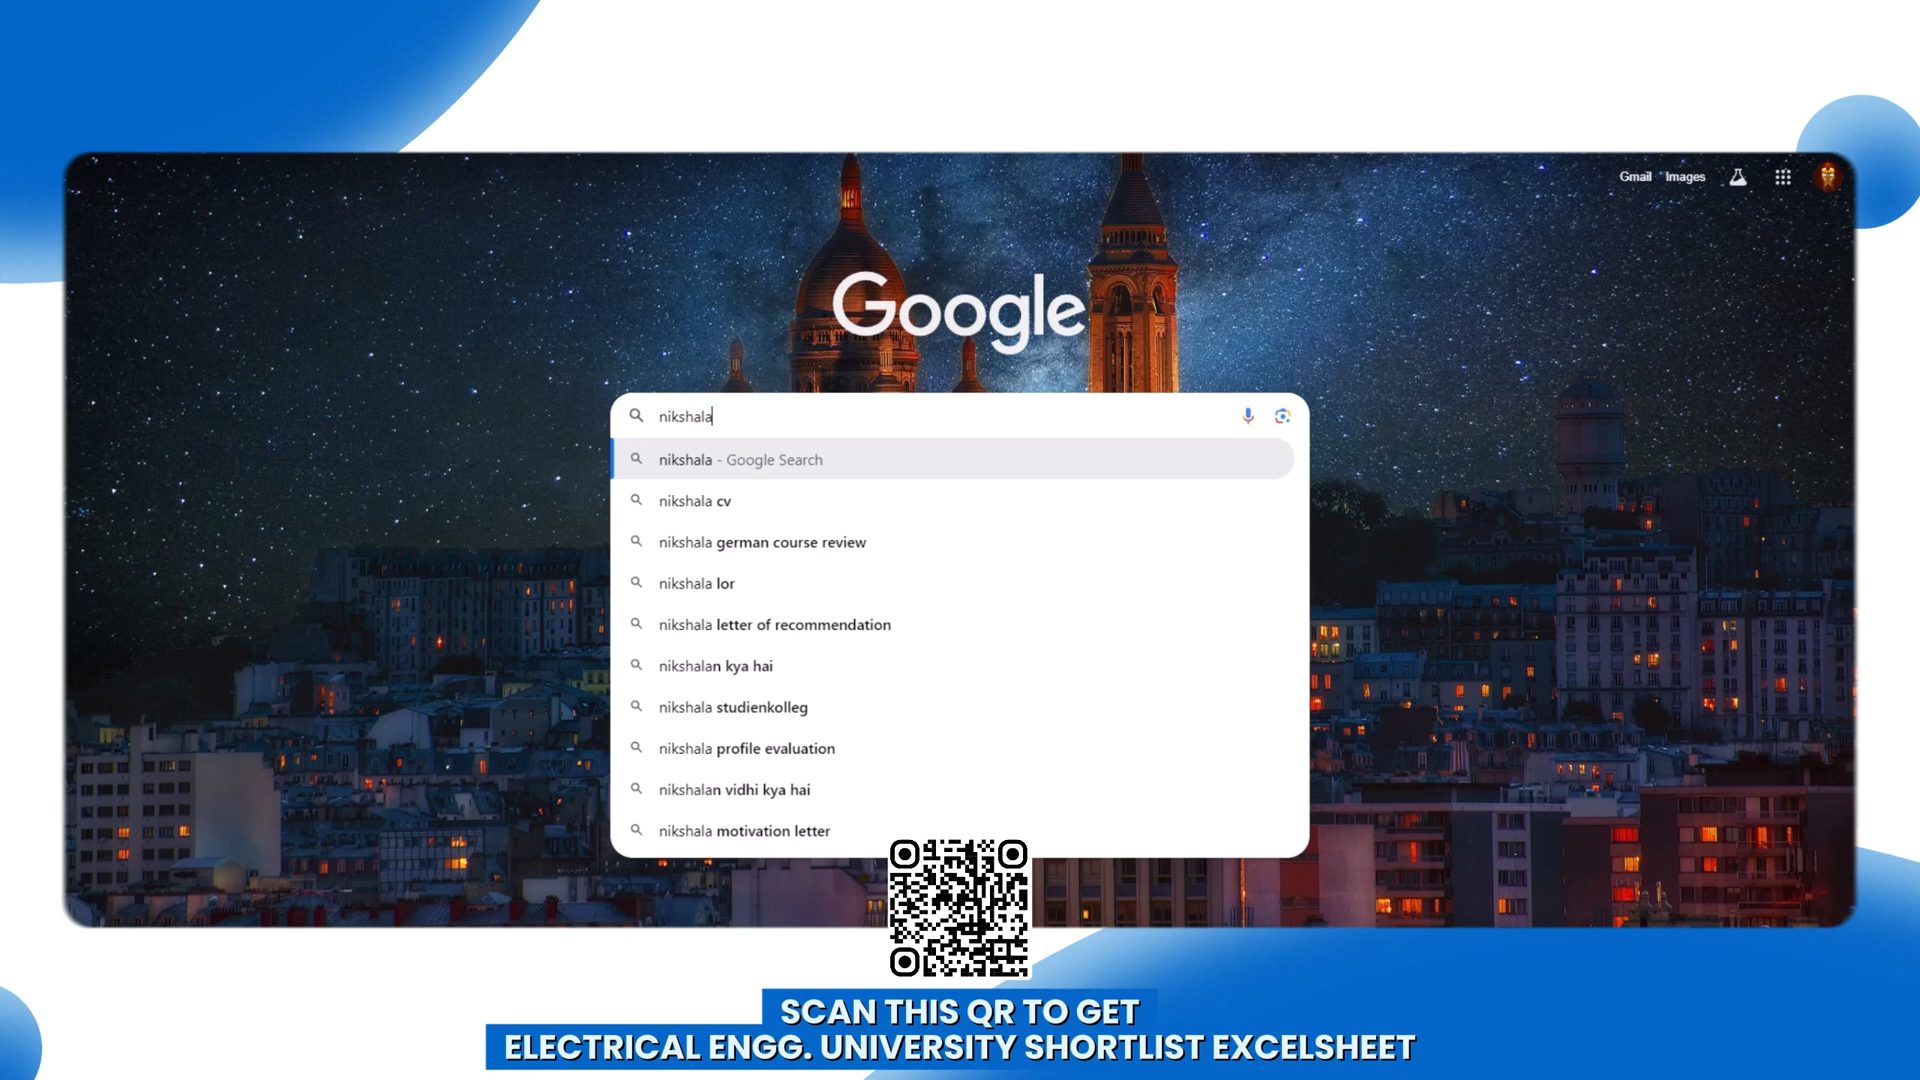 Gmail Images
Google
nikshala
nikshala - Google Search
nikshala cv
nikshala german course review
nikshala lor
nikshala letter of recommendation
nikshalan kya hai
nikshala studienkolleg
nikshala profile evaluation
nikshalan vidhi kya hai
nikshala motivation letter
SCAN THIS QR TO GET
ELECTRICAL ENGG. UNIVERSITY SHORTLIST EXCELSHEET